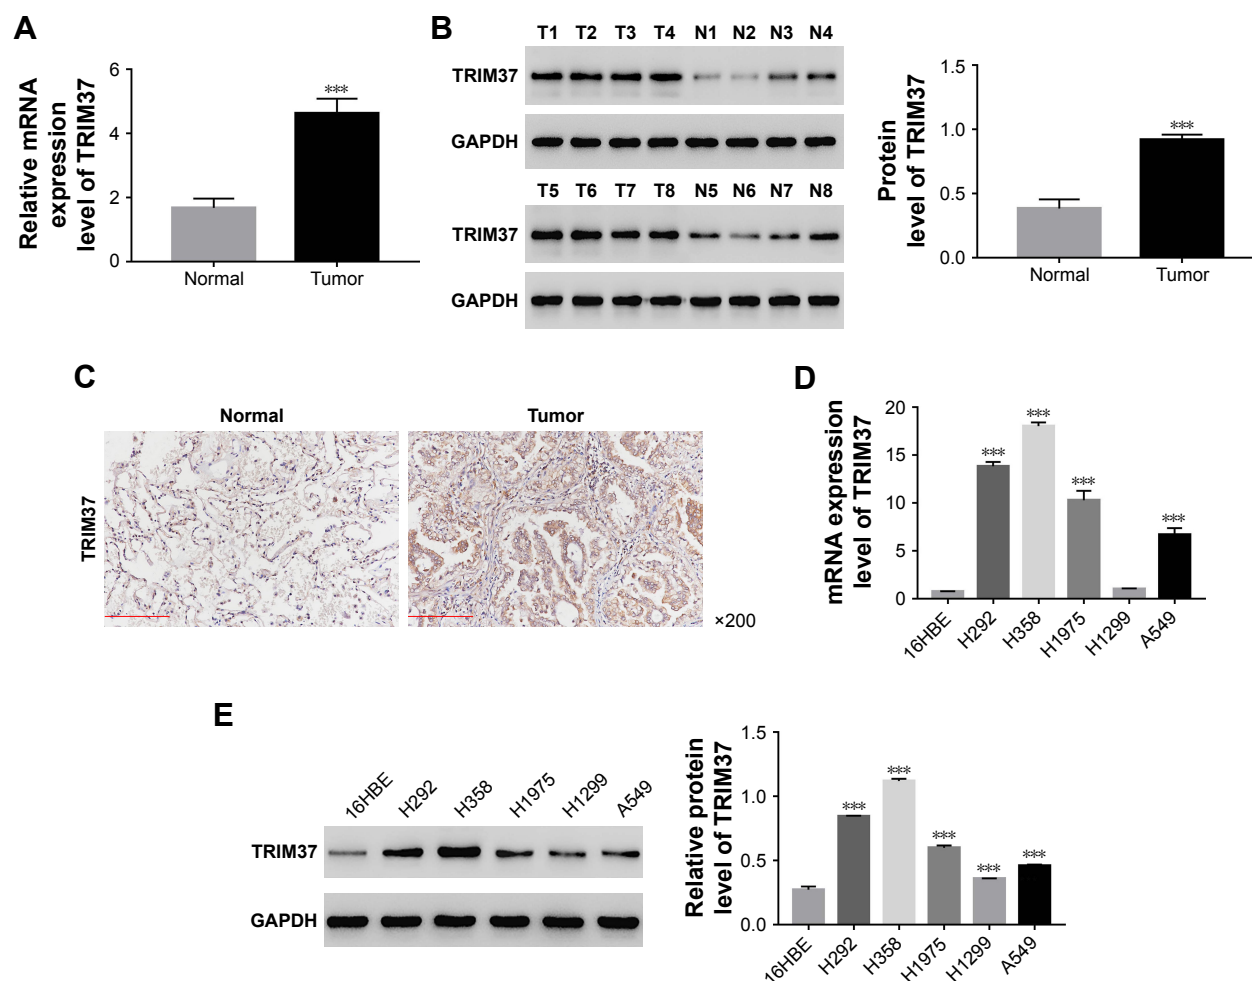 A
Relative mRNA
expression
level of TRIM37
6
4
2
0
***
Normal Tumor
B
T1 T2 T3 T4 N1 N2 N3 N4
TRIM37
GAPDH
T5 T6 T7 T8 N5 N6 N7 N8
TRIM37
GAPDH
Protein
level of TRIM37
1.5
1.0
0.5
0.0
***
Normal Tumor
C
Normal Tumor
TRIM37
×200
D
mRNA expression
level of TRIM37
20
15
10
5
0
*** *** *** ***
16HBE H292 H358 H1975 H1299 A549
E
16HBE H292 H358 H1975 H1299 A549
TRIM37
GAPDH
Relative protein
level of TRIM37
1.5
1.0
0.5
0.0
*** *** *** *** ***
16HBE H292 H358 H1975 H1299 A549